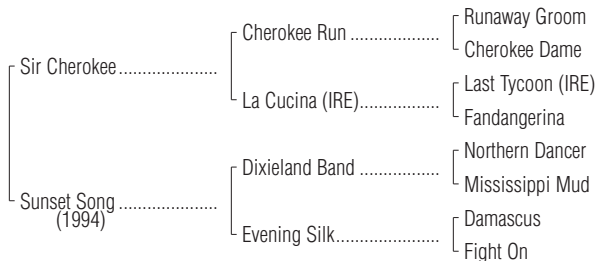 Runaway Groom
Cherokee Run ...................
Cherokee Dame
Sir Cherokee.....................
Last Tycoon (IRE)
La Cucina (IRE).................
Fandangerina
Northern Dancer
Dixieland Band .................
Mississippi Mud
Sunset Song .....................
(1994)
Damascus
Evening Silk......................
Fight On